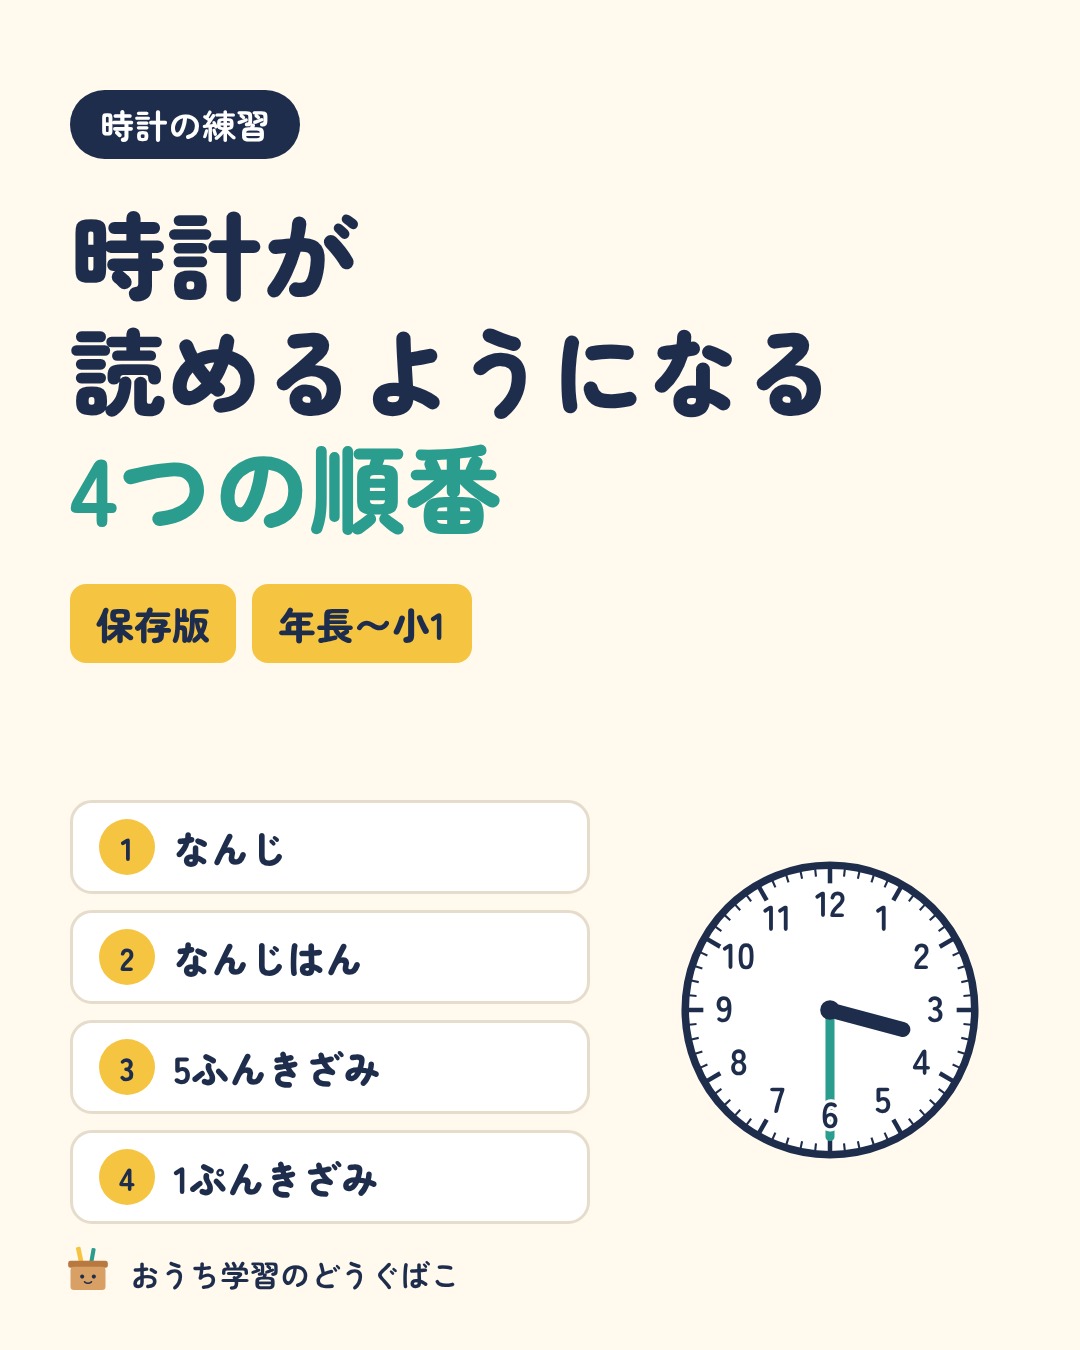 時計の練習
時計が
読めるようになる
4つの順番
保存版 年長〜小1
1 なんじ
2 なんじはん
3 5ふんきざみ
4 1ぷんきざみ
12
11 1
10 2
9 3
8 4
7 5
6
おうち学習のどうぐばこ